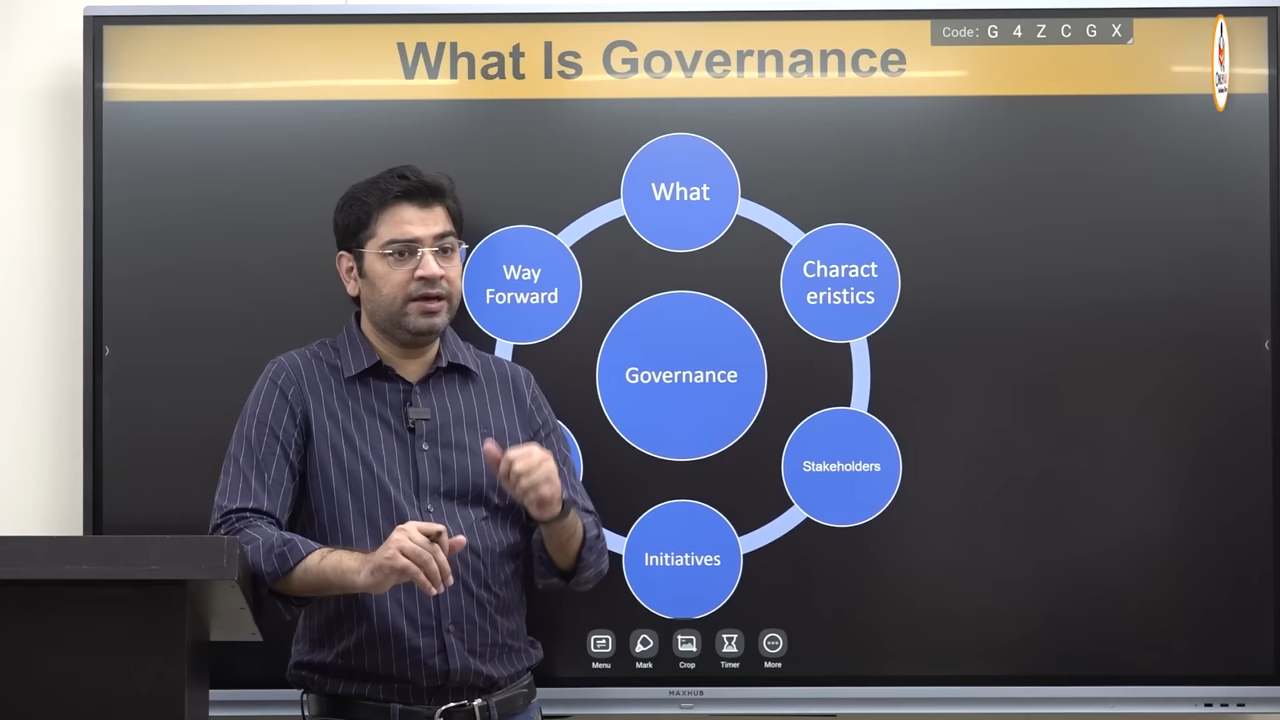 What Is Governance
Code: G 4 Z C G X
What
Way
Forward
Charact
eristics
Governance
Stakeholders
Initiatives
Menu
Mark
Crop
Timer
More
MAXHUB